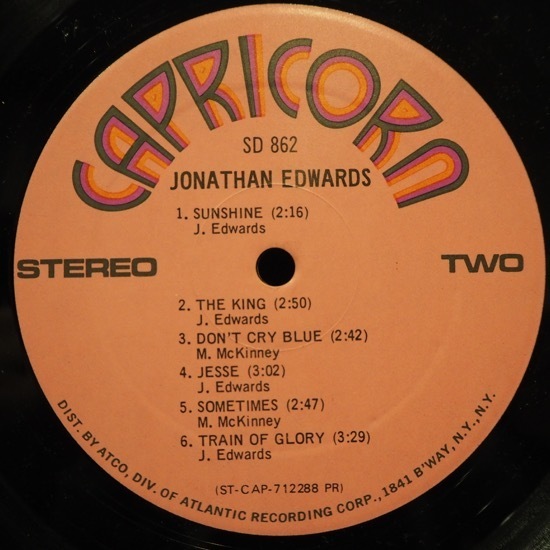 CAPRICORN
SD 862
JONATHAN EDWARDS
1. SUNSHINE (2:16)
J. Edwards
STEREO
TWO
2. THE KING (2:50)
J. Edwards
3. DON'T CRY BLUE (2:42)
M. McKinney
4. JESSE (3:02)
J. Edwards
5. SOMETIMES (2:47)
M. McKinney
6. TRAIN OF GLORY (3:29)
J. Edwards
(ST-CAP-712288 PR)
DIST. BY ATCO, DIV. OF ATLANTIC RECORDING CORP., 1841 B'WAY, N.Y., N.Y.